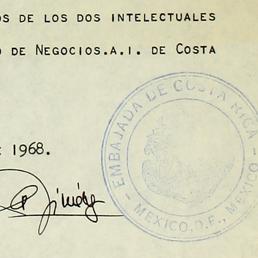 OS DE LOS DOS INTELECTUALES
O DE NEGOCIOS.A.I. DE COSTA
1968.
EMBAJADA DE COSTA RICA
MEXICO, D.F., MEXICO